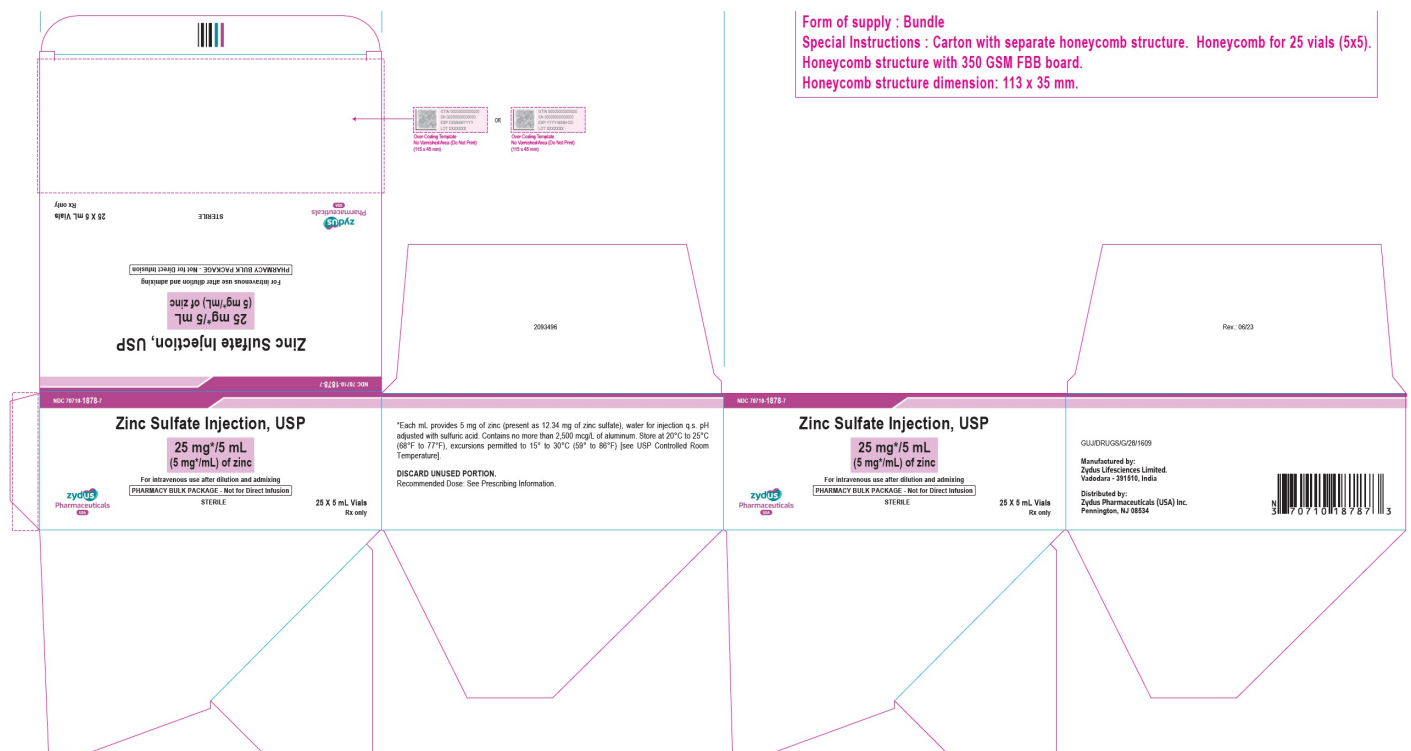 Form of supply : Bundle
Special Instructions : Carton with separate honeycomb structure. Honeycomb for 25 vials (5x5).
Honeycomb structure with 350 GSM FBB board.
Honeycomb structure dimension: 113 x 35 mm.
OR
Over Coding Template
No Varnished Area (Do Not Print)
(115 x 45 mm)
Over Coding Template
No Varnished Area (Do Not Print)
(115 x 45 mm)
zydus
Pharmaceuticals
USA
STERILE
25 X 5 mL Vials
Rx only
PHARMACY BULK PACKAGE - Not for Direct Infusion
For intravenous use after dilution and admixing
25 mg*/5 mL
(5 mg*/mL) of zinc
Zinc Sulfate Injection, USP
NDC 70710-1878-7
2093496
Rev.: 06/23
NDC 70710-1878-7
Zinc Sulfate Injection, USP
25 mg*/5 mL
(5 mg*/mL) of zinc
For intravenous use after dilution and admixing
PHARMACY BULK PACKAGE - Not for Direct Infusion
STERILE
zydus
Pharmaceuticals
USA
25 X 5 mL Vials
Rx only
*Each mL provides 5 mg of zinc (present as 12.34 mg of zinc sulfate), water for injection q.s. pH
adjusted with sulfuric acid. Contains no more than 2,500 mcg/L of aluminum. Store at 20°C to 25°C
(68°F to 77°F), excursions permitted to 15° to 30°C (59° to 86°F) [see USP Controlled Room
Temperature].
DISCARD UNUSED PORTION.
Recommended Dose: See Prescribing Information.
NDC 70710-1878-7
Zinc Sulfate Injection, USP
25 mg*/5 mL
(5 mg*/mL) of zinc
For intravenous use after dilution and admixing
PHARMACY BULK PACKAGE - Not for Direct Infusion
STERILE
zydus
Pharmaceuticals
USA
25 X 5 mL Vials
Rx only
GUJ/DRUGS/G/28/1609
Manufactured by:
Zydus Lifesciences Limited.
Vadodara - 391510, India
Distributed by:
Zydus Pharmaceuticals (USA) Inc.
Pennington, NJ 08534
N
3 70710 18787 3